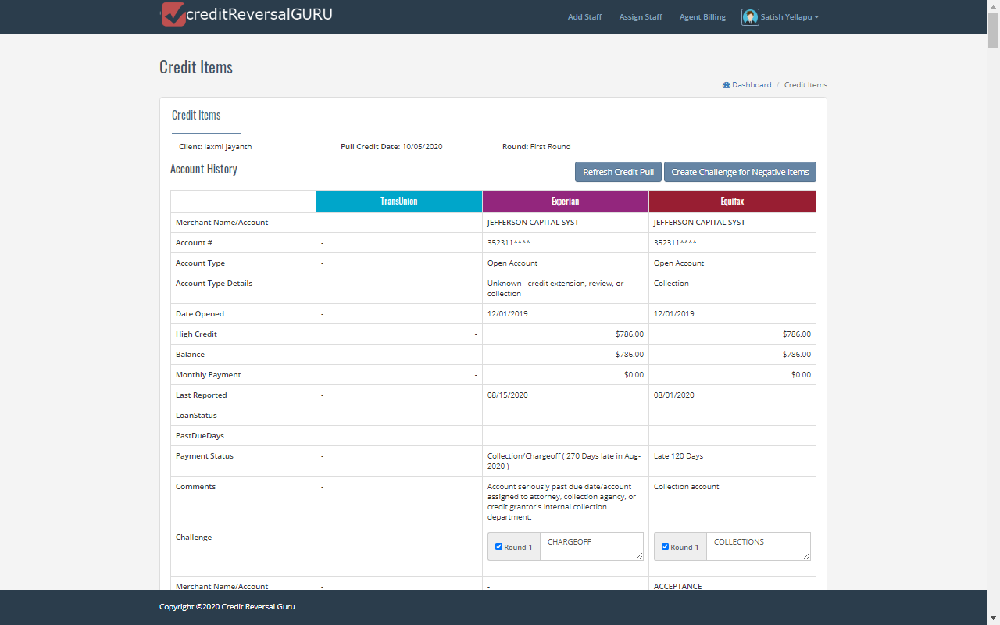 creditReversalGURU
Add Staff Assign Staff Agent Billing Satish Yellapu
Credit Items
Dashboard / Credit Items
Credit Items
Client: laxmi jayanth Pull Credit Date: 10/05/2020 Round: First Round
Account History Refresh Credit Pull Create Challenge for Negative Items
TransUnion Experian Equifax
Merchant Name/Account - JEFFERSON CAPITAL SYST JEFFERSON CAPITAL SYST
Account # - 352311**** 352311****
Account Type - Open Account Open Account
Account Type Details - Unknown - credit extension, review, or Collection
collection
Date Opened - 12/01/2019 12/01/2019
High Credit - $786.00 $786.00
Balance - $786.00 $786.00
Monthly Payment - $0.00 $0.00
Last Reported - 08/15/2020 08/01/2020
LoanStatus
PastDueDays
Payment Status - Collection/Chargeoff ( 270 Days late in Aug- Late 120 Days
2020 )
Comments - Account seriously past due date/account Collection account
assigned to attorney, collection agency, or
credit grantor's internal collection
department.
Challenge Round-1 CHARGEOFF Round-1 COLLECTIONS
Merchant Name/Account - - ACCEPTANCE
Copyright ©2020 Credit Reversal Guru.